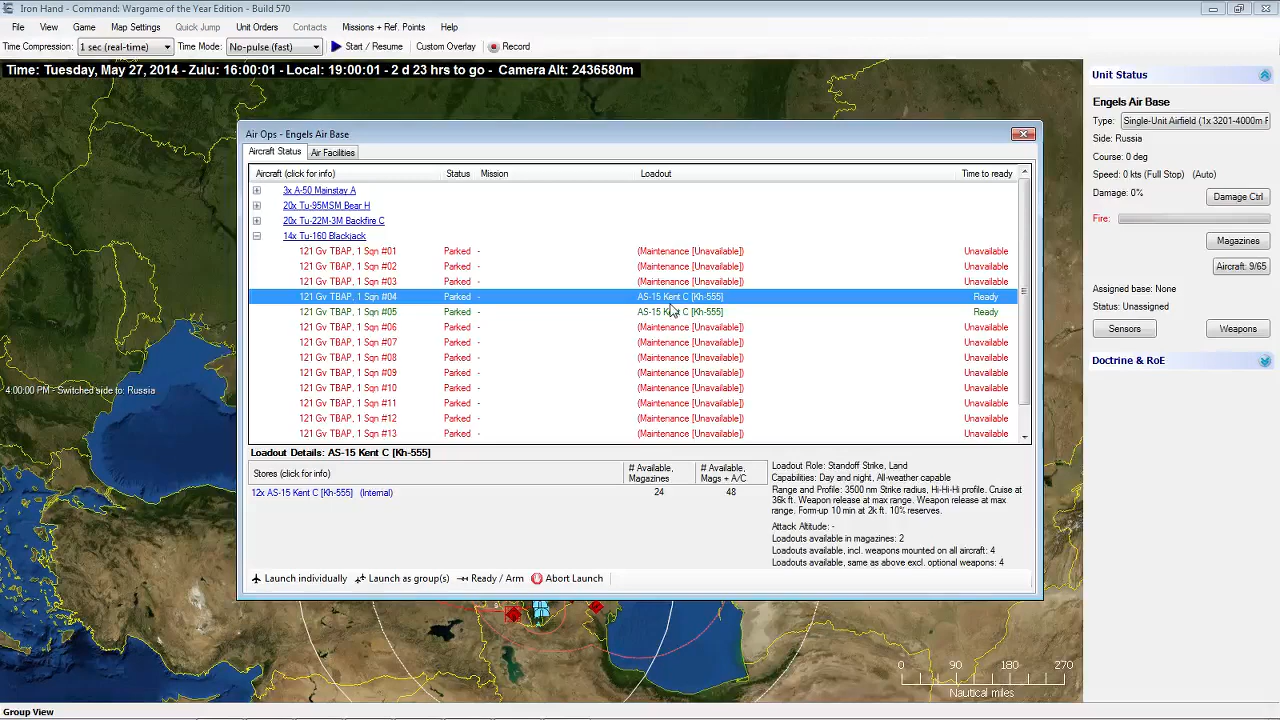 Iron Hand - Command: Wargame of the Year Edition - Build 570
File View Game Map Settings Quick Jump Unit Orders Contacts Missions + Ref. Points Help
Time Compression: 1 sec (real-time) Time Mode: No-pulse (fast) Start / Resume Custom Overlay Record
Time: Tuesday, May 27, 2014 - Zulu: 16:00:01 - Local: 19:00:01 - 2 d 23 hrs to go - Camera Alt: 2436580m
Unit Status
Engels Air Base
Type: Single-Unit Airfield (1x 3201-4000m
Side: Russia
Course: 0 deg
Speed: 0 kts (Full Stop) (Auto)
Damage: 0% Damage Ctrl
Fire:
Magazines
Aircraft: 9/65
Assigned base: None
Status: Unassigned
Sensors Weapons
Doctrine & RoE
4:00:00 PM - Switched side to: Russia
Air Ops - Engels Air Base
Aircraft Status Air Facilities
Aircraft (click for info) Status Mission Loadout Time to ready
3x A-50 Mainstay A
20x Tu-95MSM Bear H
20x Tu-22M-3M Backfire C
14x Tu-160 Blackjack
121 Gv TBAP, 1 Sqn #01 Parked - (Maintenance [Unavailable]) Unavailable
121 Gv TBAP, 1 Sqn #02 Parked - (Maintenance [Unavailable]) Unavailable
121 Gv TBAP, 1 Sqn #03 Parked - (Maintenance [Unavailable]) Unavailable
121 Gv TBAP, 1 Sqn #04 Parked - AS-15 Kent C [Kh-555] Ready
121 Gv TBAP, 1 Sqn #05 Parked - AS-15 Kent C [Kh-555] Ready
121 Gv TBAP, 1 Sqn #06 Parked - (Maintenance [Unavailable]) Unavailable
121 Gv TBAP, 1 Sqn #07 Parked - (Maintenance [Unavailable]) Unavailable
121 Gv TBAP, 1 Sqn #08 Parked - (Maintenance [Unavailable]) Unavailable
121 Gv TBAP, 1 Sqn #09 Parked - (Maintenance [Unavailable]) Unavailable
121 Gv TBAP, 1 Sqn #10 Parked - (Maintenance [Unavailable]) Unavailable
121 Gv TBAP, 1 Sqn #11 Parked - (Maintenance [Unavailable]) Unavailable
121 Gv TBAP, 1 Sqn #12 Parked - (Maintenance [Unavailable]) Unavailable
121 Gv TBAP, 1 Sqn #13 Parked - (Maintenance [Unavailable]) Unavailable
Loadout Details: AS-15 Kent C [Kh-555]
Stores (click for info) # Available, Magazines # Available, Mags + A/C
12x AS-15 Kent C [Kh-555] (Internal) 24 48
Loadout Role: Standoff Strike, Land
Capabilities: Day and night, All-weather capable
Range and Profile: 3500 nm Strike radius, Hi-Hi-Hi profile. Cruise at
36k ft. Weapon release at max range. Weapon release at max
range. Form-up 10 min at 2k ft. 10% reserves.
Attack Altitude: -
Loadouts available in magazines: 2
Loadouts available, incl. weapons mounted on all aircraft: 4
Loadouts available, same as above excl. optional weapons: 4
Launch individually Launch as group(s) Ready / Arm Abort Launch
0 90 180 270
Nautical miles
Group View